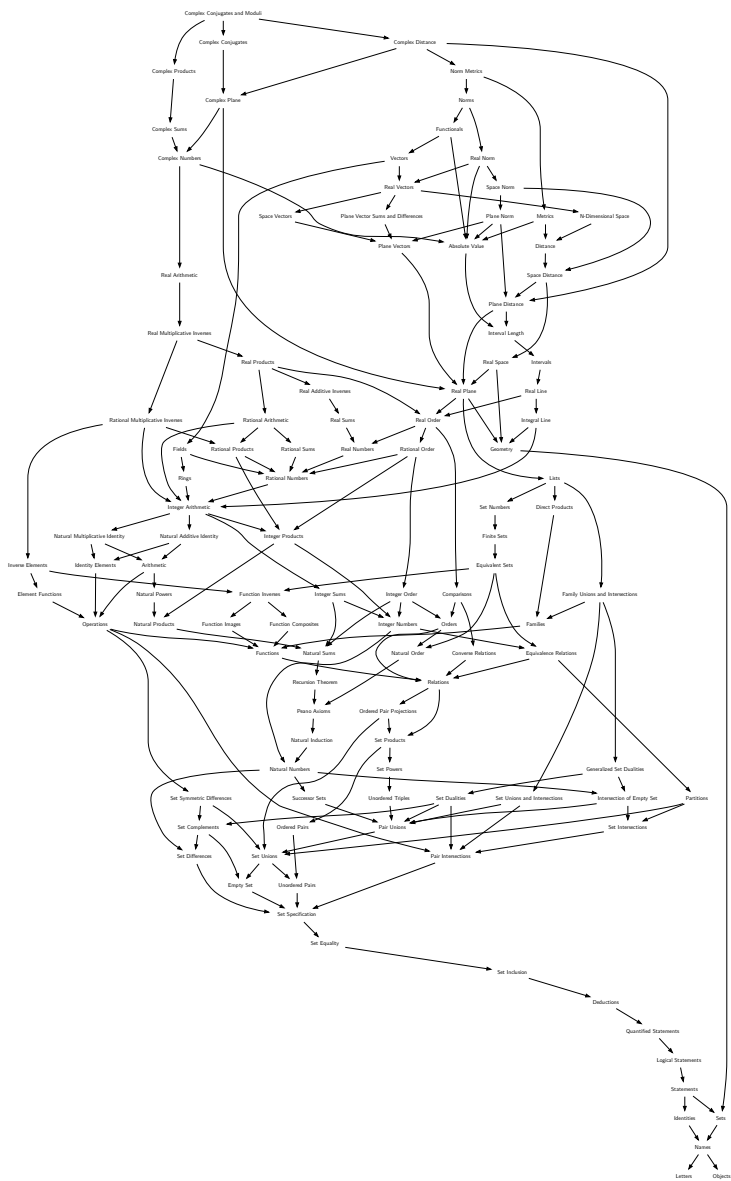 Complex Conjugates and Moduli
Complex Conjugates
Complex Distance
Complex Products
Norm Metrics
Complex Plane
Norms
Complex Sums
Functionals
Complex Numbers
Vectors
Real Norm
Real Vectors
Space Norm
Space Vectors
Plane Vector Sums and Differences
Plane Norm
Metrics
N-Dimensional Space
Plane Vectors
Absolute Value
Distance
Real Arithmetic
Space Distance
Plane Distance
Real Multiplicative Inverses
Interval Length
Real Products
Real Space
Intervals
Real Additive Inverses
Real Plane
Real Line
Rational Multiplicative Inverses
Rational Arithmetic
Real Sums
Real Order
Integral Line
Fields
Rational Products
Rational Sums
Real Numbers
Rational Order
Geometry
Rings
Rational Numbers
Lists
Integer Arithmetic
Set Numbers
Direct Products
Natural Multiplicative Identity
Natural Additive Identity
Integer Products
Finite Sets
Inverse Elements
Identity Elements
Arithmetic
Equivalent Sets
Element Functions
Natural Powers
Function Inverses
Integer Sums
Integer Order
Comparisons
Family Unions and Intersections
Operations
Natural Products
Function Images
Function Composites
Integer Numbers
Orders
Families
Functions
Natural Sums
Natural Order
Converse Relations
Equivalence Relations
Recursion Theorem
Relations
Peano Axioms
Ordered Pair Projections
Natural Induction
Set Products
Natural Numbers
Set Powers
Generalized Set Dualities
Set Symmetric Differences
Successor Sets
Unordered Triples
Set Dualities
Set Unions and Intersections
Intersection of Empty Set
Partitions
Set Complements
Ordered Pairs
Pair Unions
Set Intersections
Set Differences
Set Unions
Pair Intersections
Empty Set
Unordered Pairs
Set Specification
Set Equality
Set Inclusion
Deductions
Quantified Statements
Logical Statements
Statements
Identities
Sets
Names
Letters
Objects